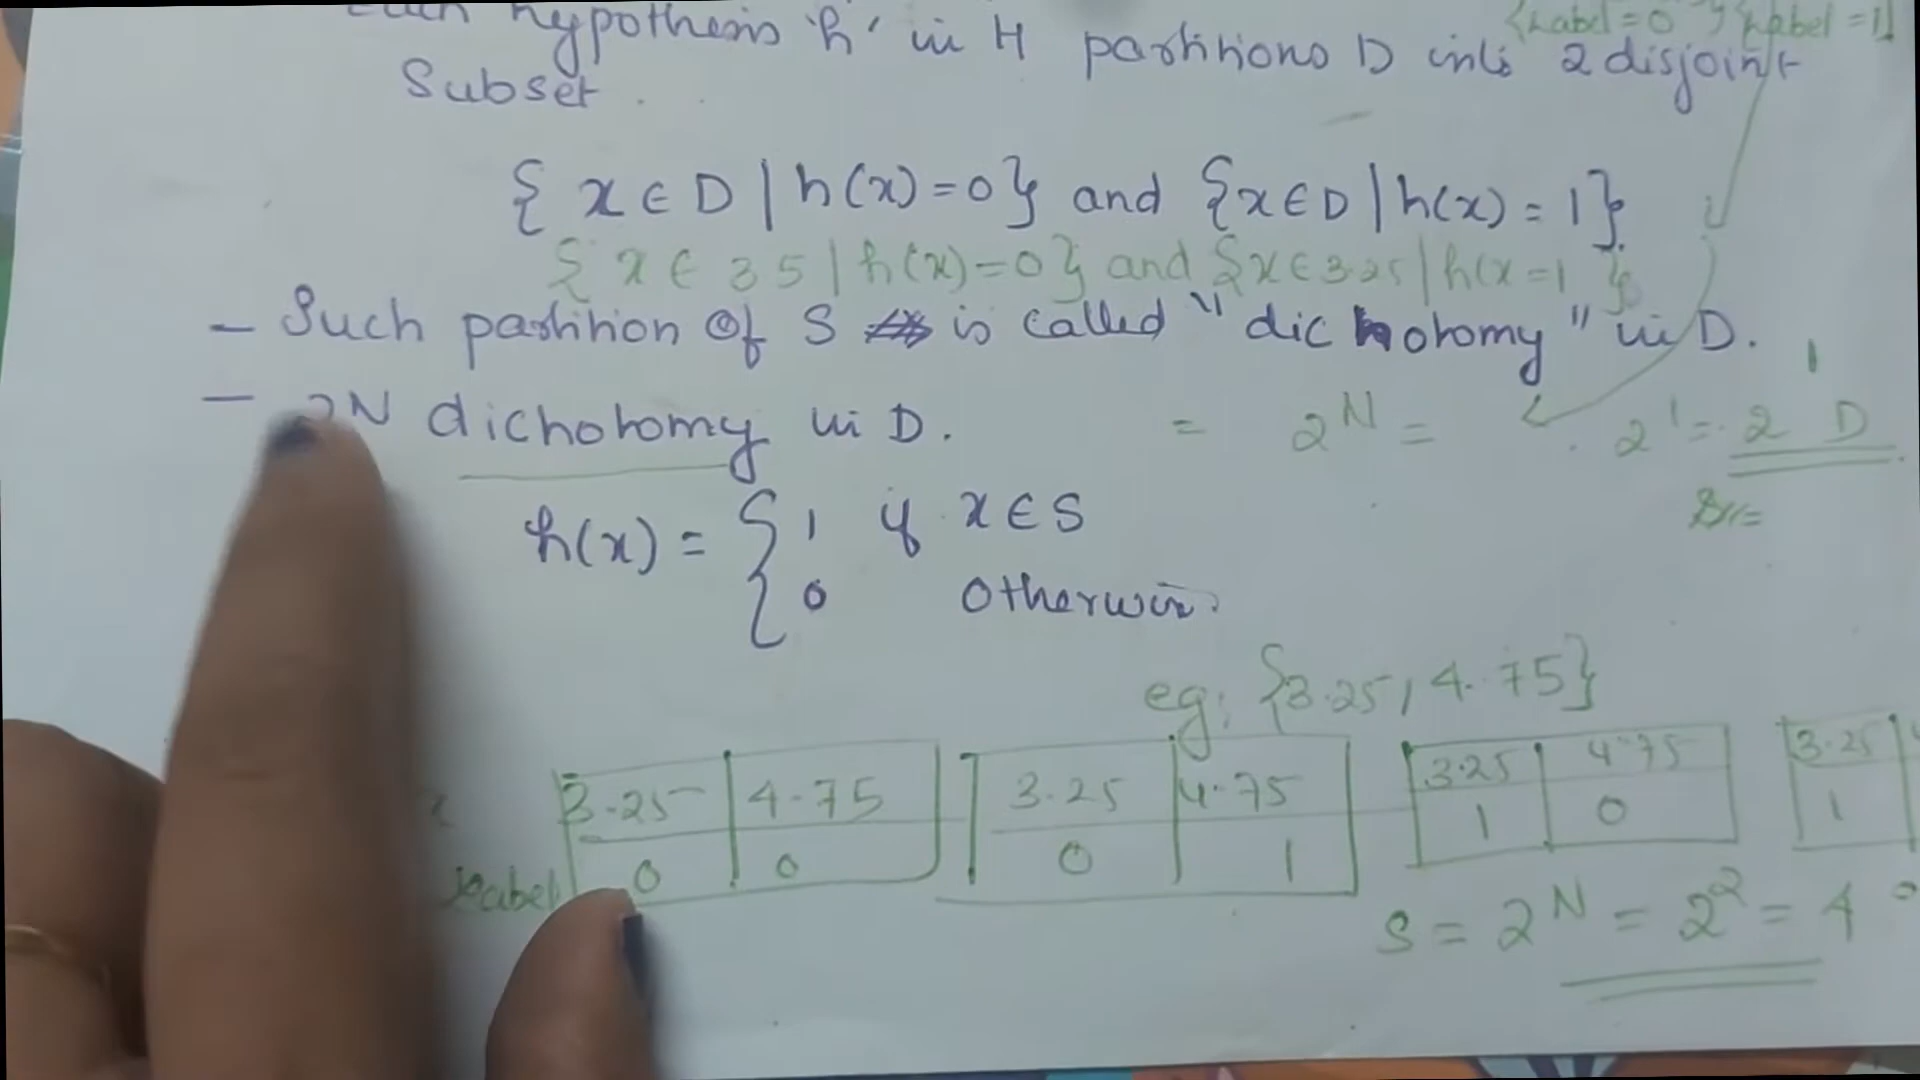 {Label=0} {Label=1}
Each hypothesis 'h' in H partitions D into 2 disjoint
Subset.
{ x ∈ D | h(x) = 0} and {x ∈ D | h(x) = 1}.
{ x ∈ 35 | h(x)=0} and {x ∈ 3.25 | h(x=1 }
- Such partition of S is called "dichotomy" in D.
- 2N dichotomy in D. = 2^N = 2^1 = 2 D
h(x) = { 1 if x ∈ S
0 otherwise.
eg: {3.25, 4.75}
3.25 4.75 3.25 4.75 3.25 4.75 3.25
Label 0 0 0 1 1 0 1
S = 2^N = 2^2 = 4